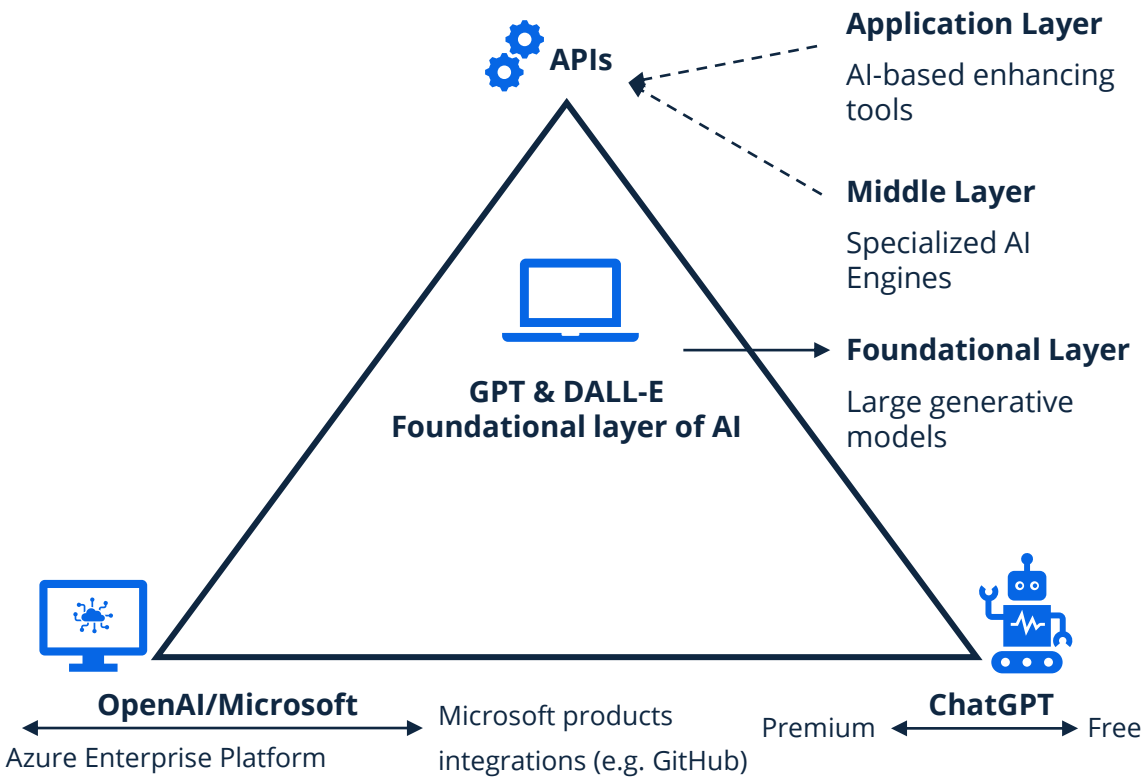 APIs
Application Layer
AI-based enhancing
tools
Middle Layer
Specialized AI
Engines
Foundational Layer
Large generative
models
GPT & DALL-E
Foundational layer of AI
OpenAI/Microsoft
Azure Enterprise Platform
Microsoft products
integrations (e.g. GitHub)
ChatGPT
Premium
Free